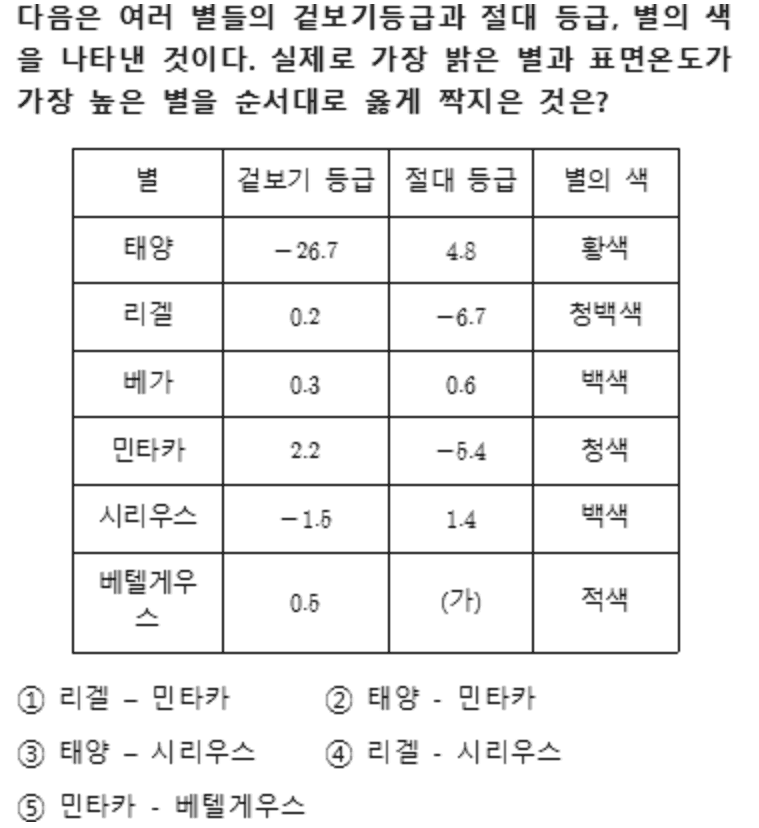 다음은 여러 별들의 겉보기등급과 절대 등급, 별의 색
을 나타낸 것이다. 실제로 가장 밝은 별과 표면온도가
가장 높은 별을 순서대로 옳게 짝지은 것은?
별 겉보기 등급 절대 등급 별의 색
태양 −26.7 4.8 황색
리겔 0.2 −6.7 청백색
베가 0.3 0.6 백색
민타카 2.2 −5.4 청색
시리우스 −1.5 1.4 백색
베텔게우
스 0.5 (가) 적색
① 리겔 – 민타카 ② 태양 - 민타카
③ 태양 – 시리우스 ④ 리겔 - 시리우스
⑤ 민타카 - 베텔게우스